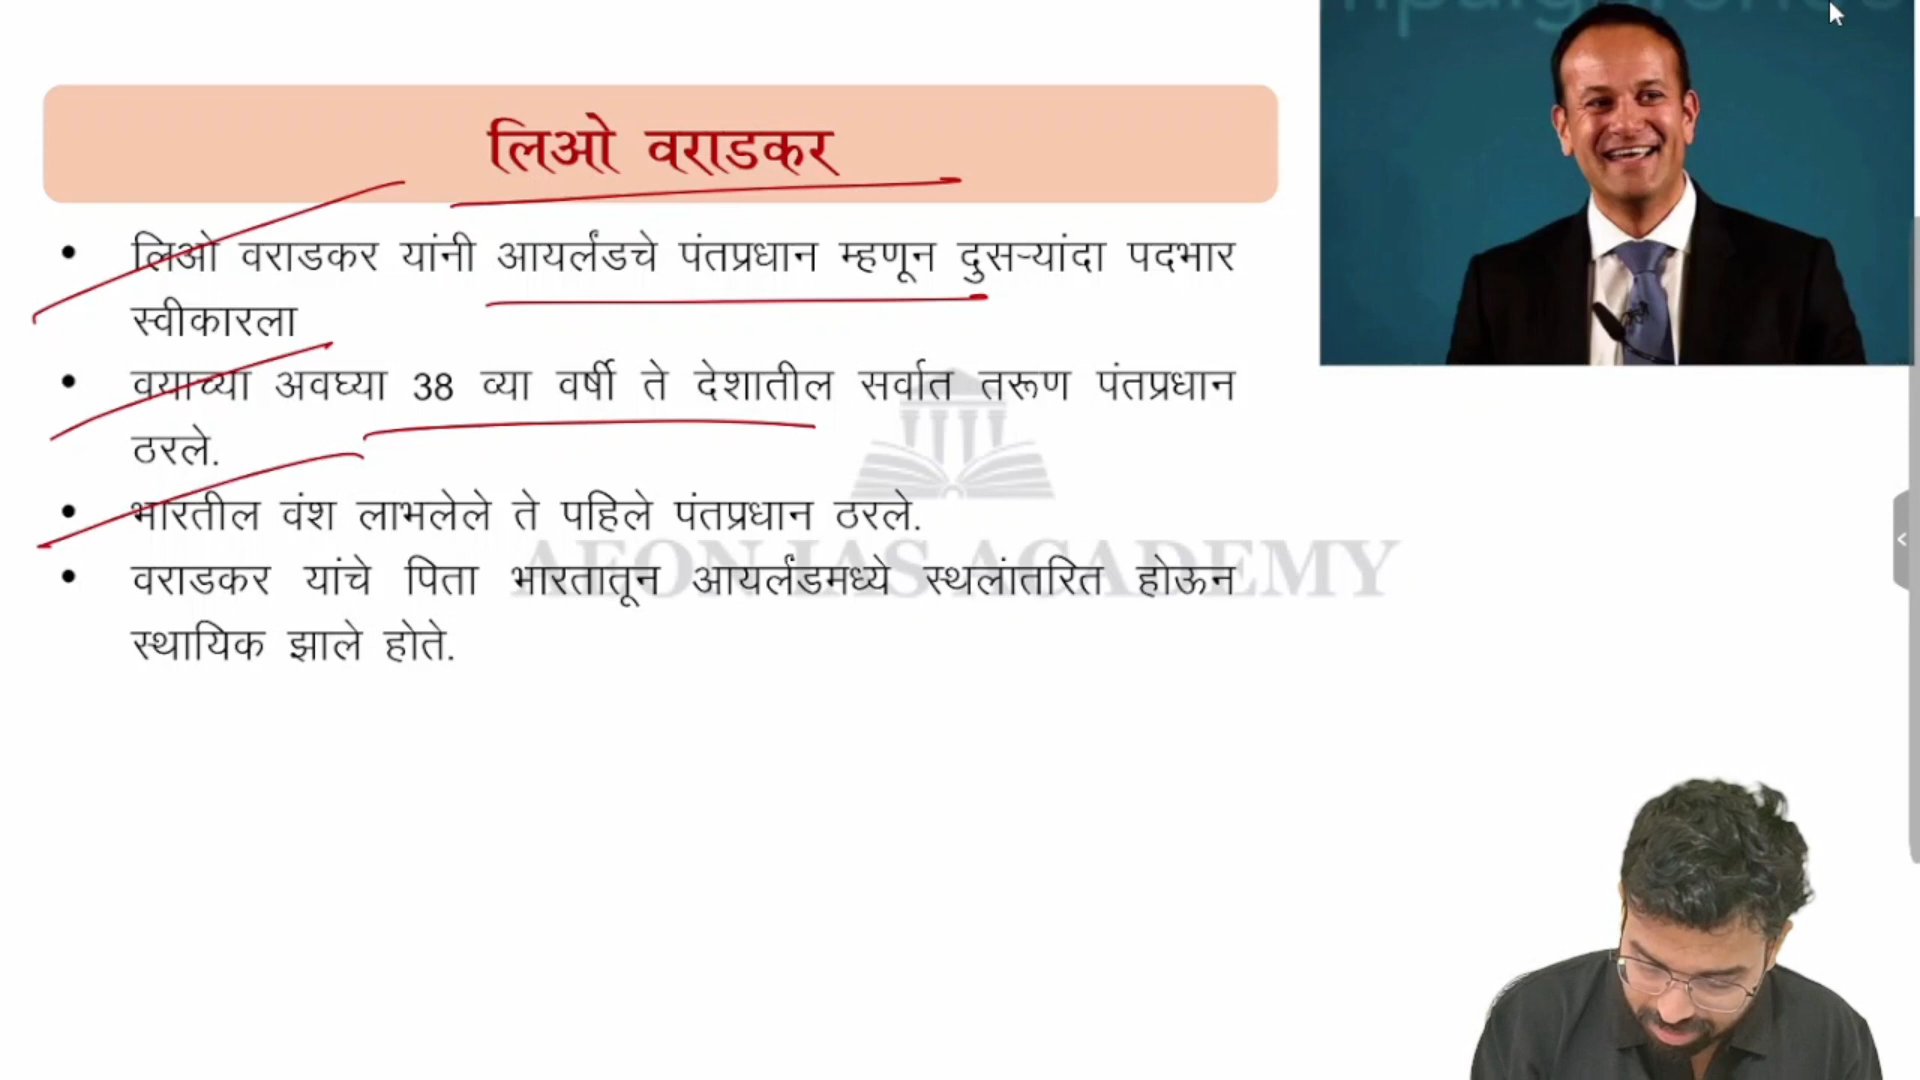 लिओ वराडकर
लिओ वराडकर यांनी आयर्लंडचे पंतप्रधान म्हणून दुसऱ्यांदा पदभार
स्वीकारला
वयाच्या अवघ्या 38 व्या वर्षी ते देशातील सर्वात तरूण पंतप्रधान
ठरले.
भारतील वंश लाभलेले ते पहिले पंतप्रधान ठरले.
AEON IAS ACADEMY
वराडकर यांचे पिता भारतातून आयर्लंडमध्ये स्थलांतरित होऊन
स्थायिक झाले होते.